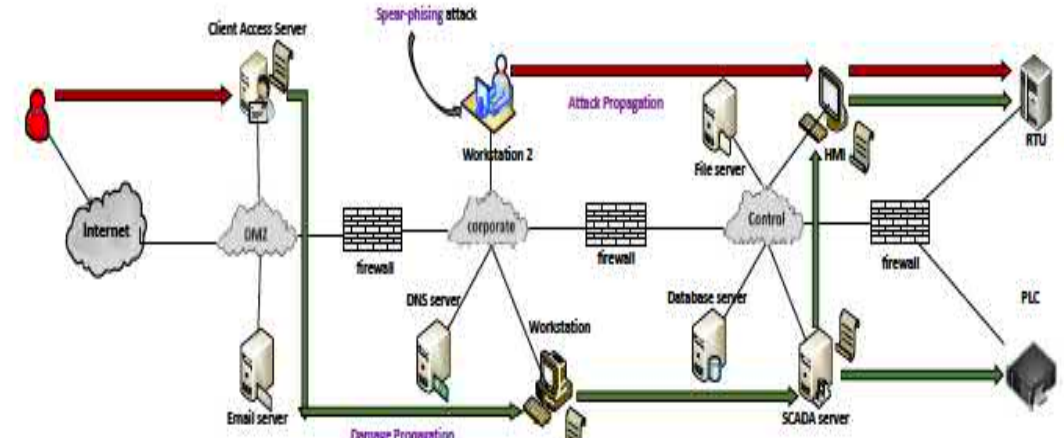 Spear-phising attack
Client Access Server
Attack Propagation
Workstation 2
File server
HMI
RTU
Internet
DMZ
corporate
Control
firewall
firewall
firewall
DNS server
Workstation
Database server
PLC
Email server
SCADA server
Damage Propagation